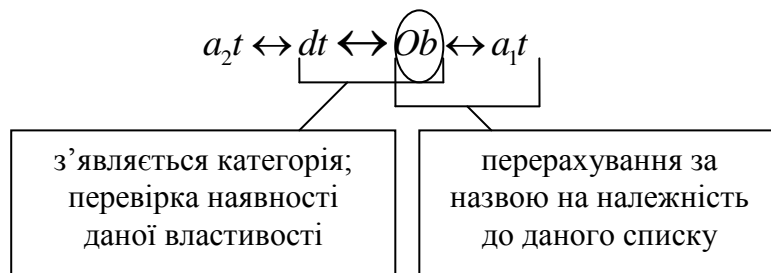 a₂t ↔ dt ↔ Ob ↔ a₁t
з’являється категорія;
перевірка наявності
даної властивості
перерахування за
назвою на належність
до даного списку